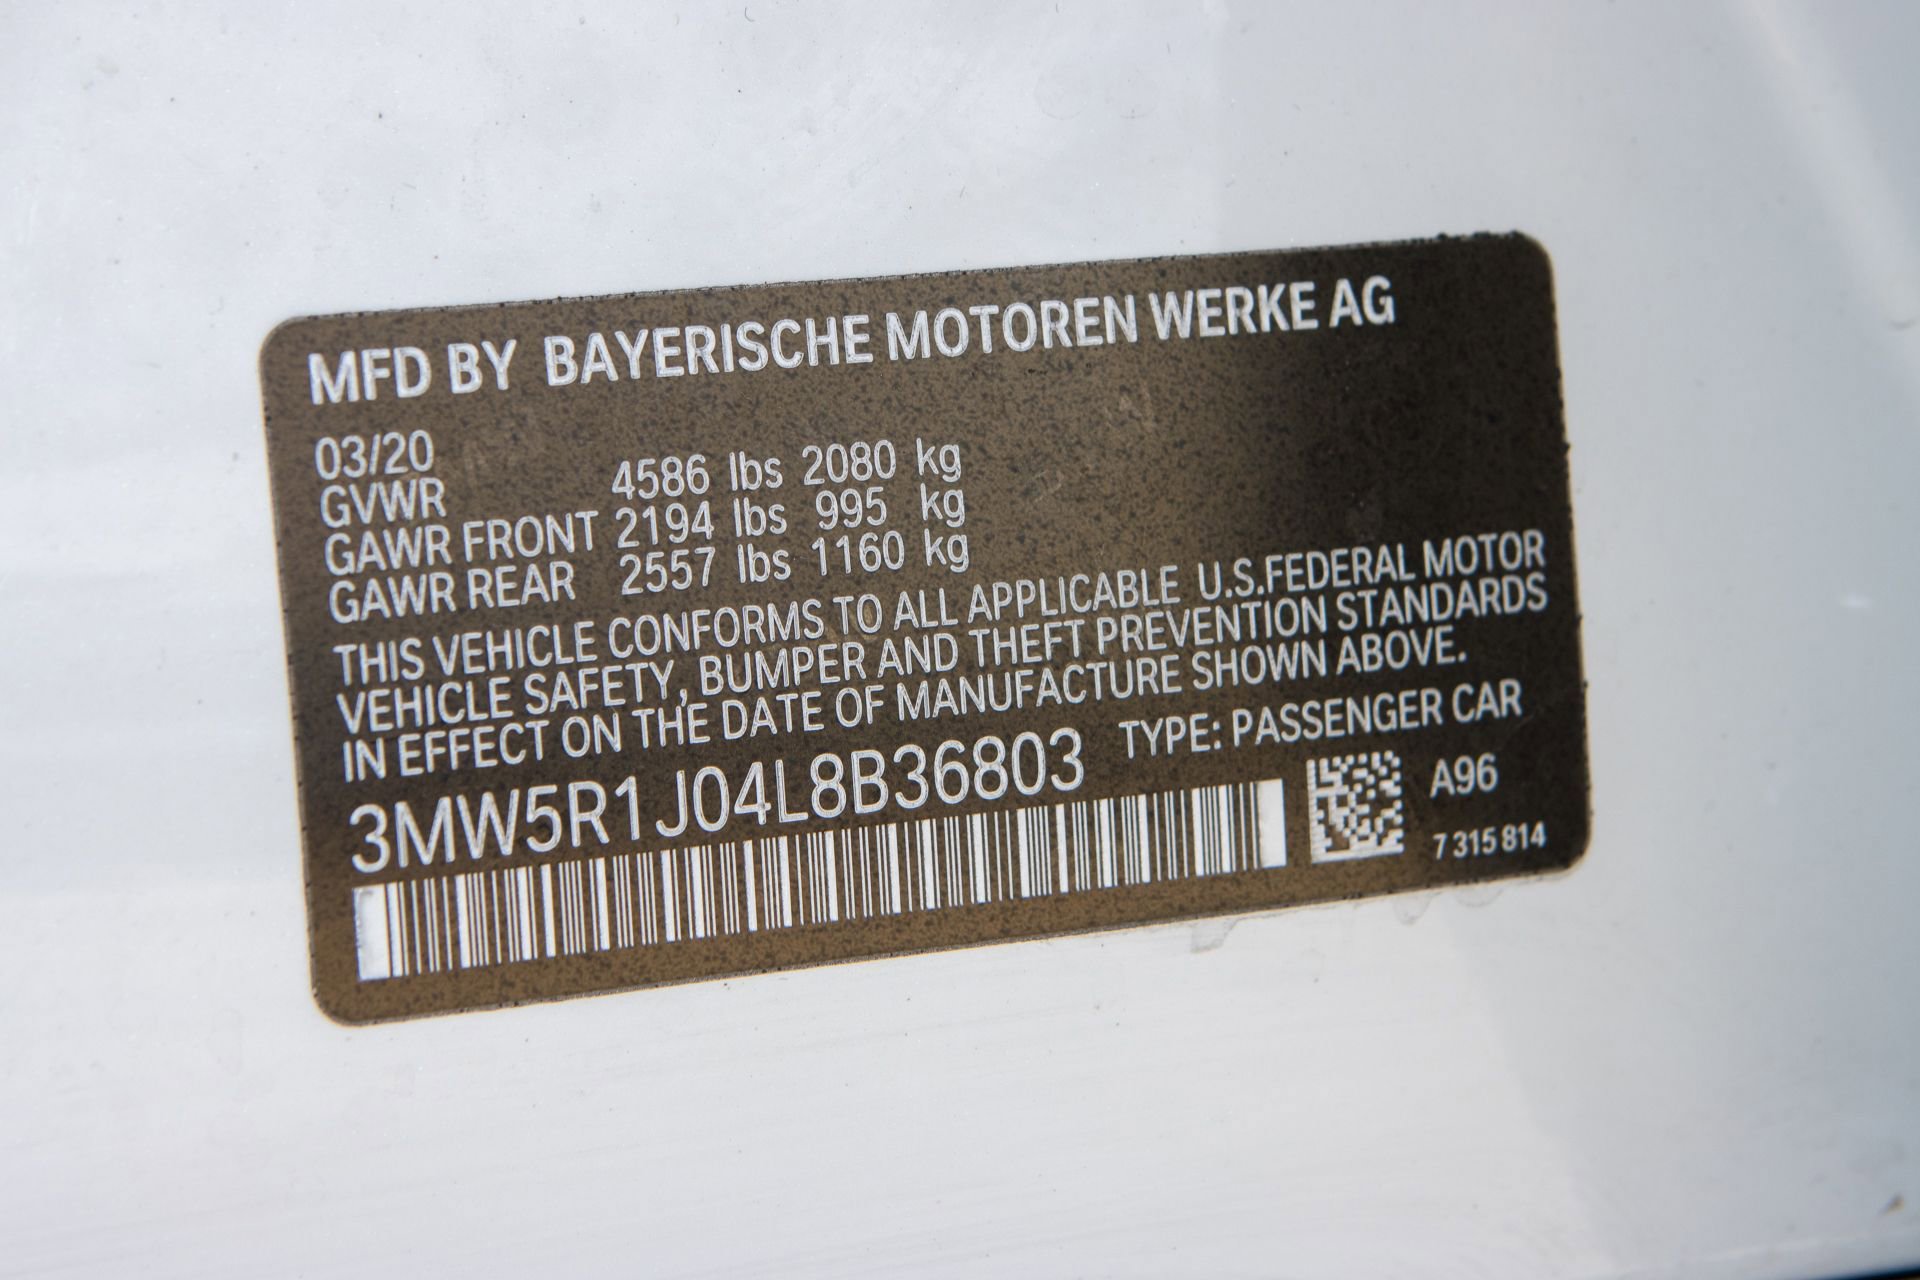 MFD BY BAYERISCHE MOTOREN WERKE AG
03/20
GVWR 4586 lbs 2080 kg
GAWR FRONT 2194 lbs 995 kg
GAWR REAR 2557 lbs 1160 kg
THIS VEHICLE CONFORMS TO ALL APPLICABLE U.S.FEDERAL MOTOR
VEHICLE SAFETY, BUMPER AND THEFT PREVENTION STANDARDS
IN EFFECT ON THE DATE OF MANUFACTURE SHOWN ABOVE.
3MW5R1J04L8B36803 TYPE: PASSENGER CAR
A96
7 315 814